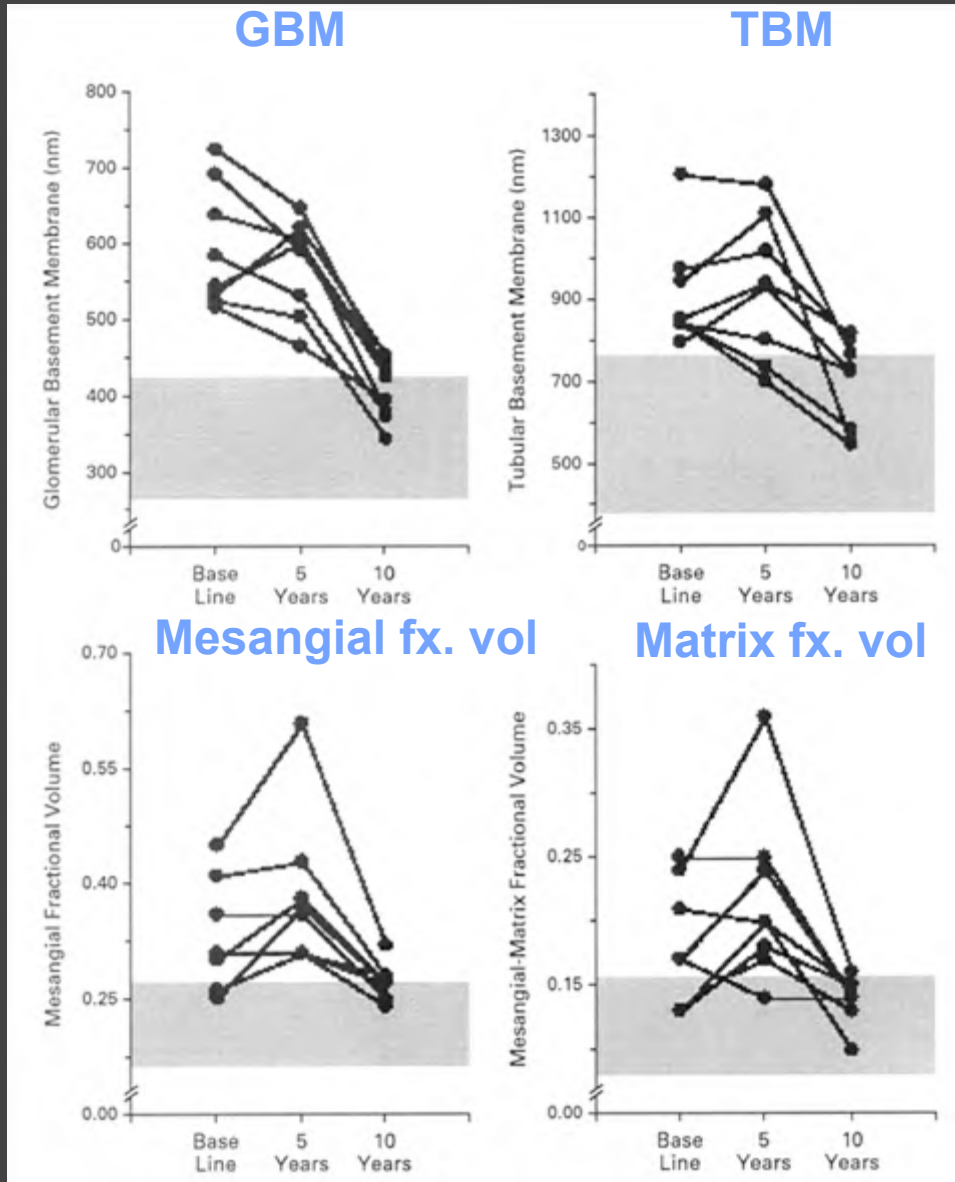 GBM
Glomerular Basement Membrane (nm)
800
700
600
500
400
300
0
Base
Line
5
Years
10
Years
TBM
Tubular Basement Membrane (nm)
1300
1100
900
700
500
0
Base
Line
5
Years
10
Years
Mesangial fx. vol
Mesangial Fractional Volume
0.70
0.55
0.40
0.25
0.00
Base
Line
5
Years
10
Years
Matrix fx. vol
Mesangial-Matrix Fractional Volume
0.35
0.25
0.15
0.00
Base
Line
5
Years
10
Years